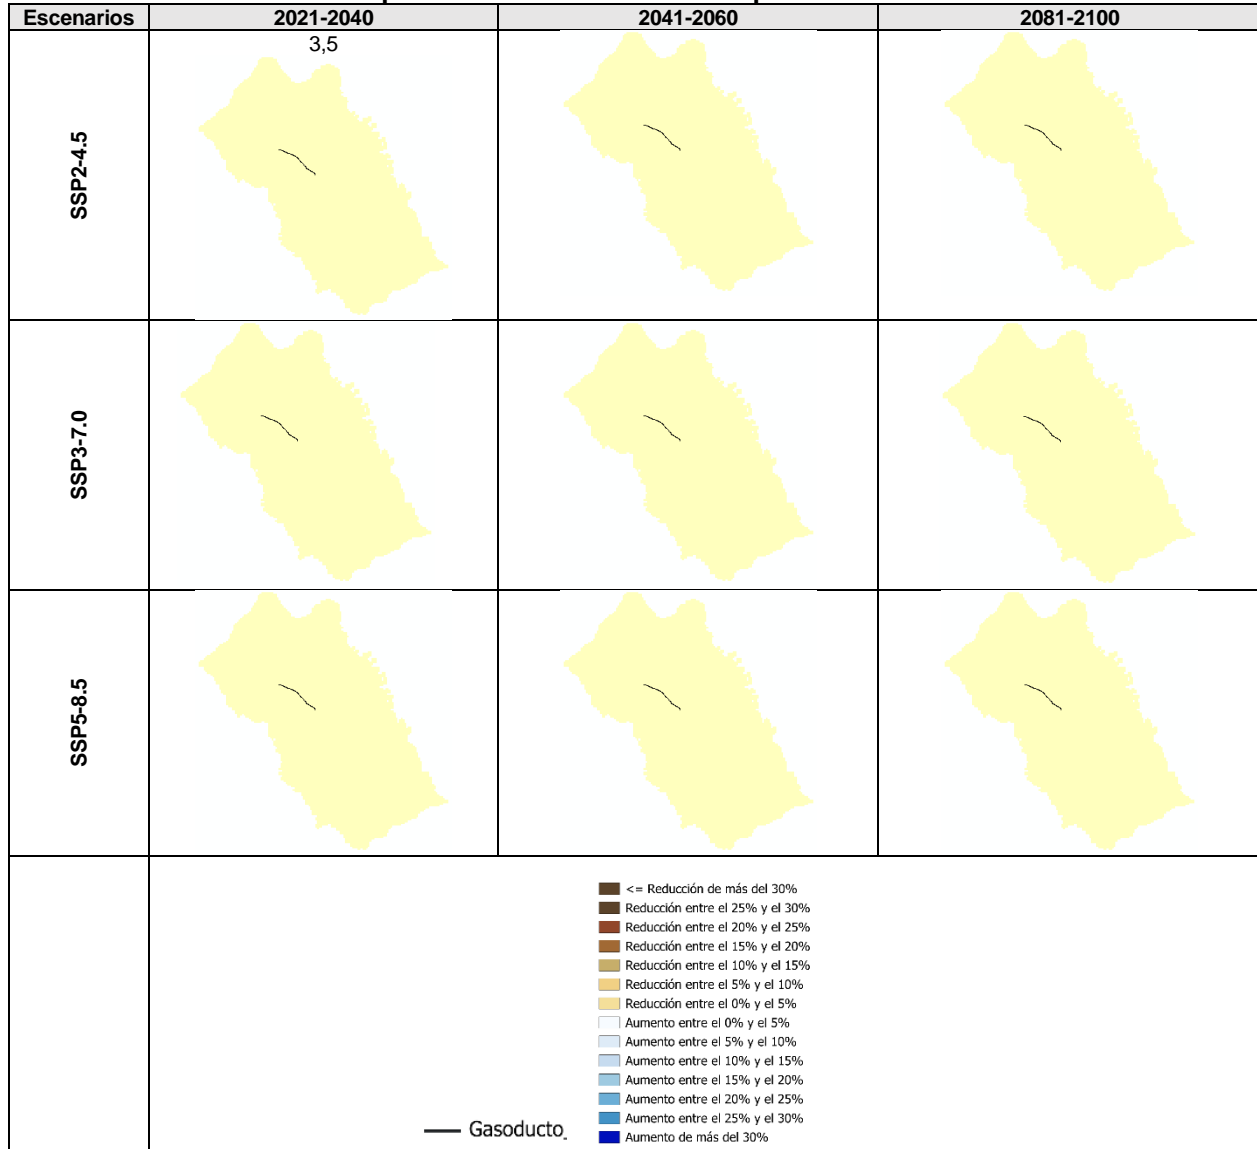 Escenarios 2021-2040 2041-2060 2081-2100
3,5
SSP2-4.5
SSP3-7.0
SSP5-8.5
<= Reducción de más del 30%
Reducción entre el 25% y el 30%
Reducción entre el 20% y el 25%
Reducción entre el 15% y el 20%
Reducción entre el 10% y el 15%
Reducción entre el 5% y el 10%
Reducción entre el 0% y el 5%
Aumento entre el 0% y el 5%
Aumento entre el 5% y el 10%
Aumento entre el 10% y el 15%
Aumento entre el 15% y el 20%
Aumento entre el 20% y el 25%
Aumento entre el 25% y el 30%
Aumento de más del 30%
Gasoducto